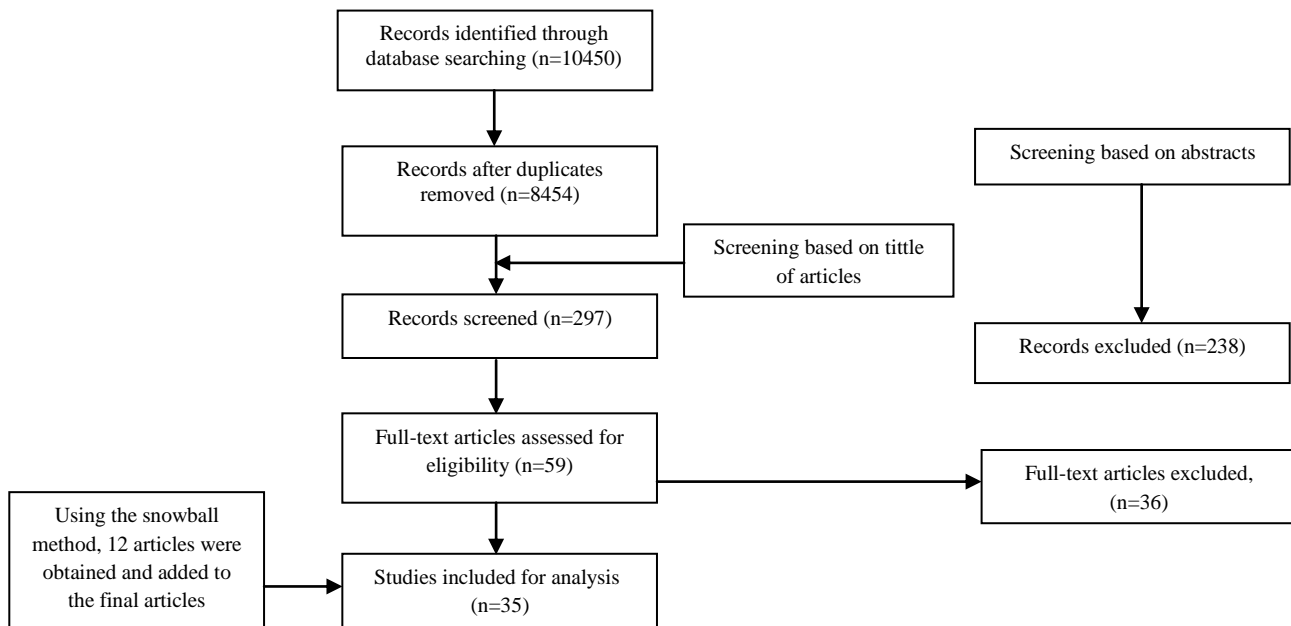 Records identified through
database searching (n=10450)
Records after duplicates
removed (n=8454)
Screening based on abstracts
Screening based on tittle
of articles
Records screened (n=297)
Records excluded (n=238)
Full-text articles assessed for
eligibility (n=59)
Full-text articles excluded,
(n=36)
Using the snowball
method, 12 articles were
obtained and added to
the final articles
Studies included for analysis
(n=35)